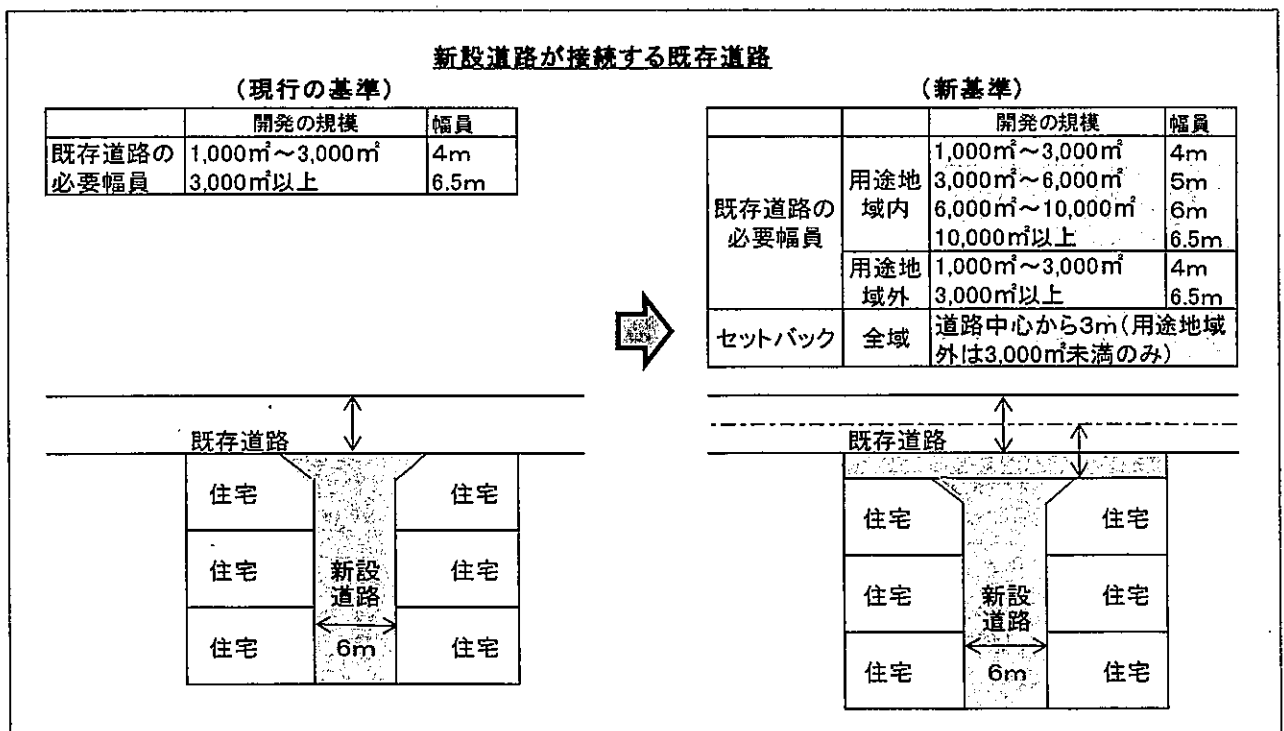 新設道路が接続する既存道路
(現行の基準)
開発の規模 幅員
既存道路の 1,000㎡～3,000㎡ 4m
必要幅員 3,000㎡以上 6.5m
既存道路
住宅 住宅
住宅 新設 住宅
道路
住宅 6m 住宅
(新基準)
開発の規模 幅員
既存道路の
必要幅員
用途地
域内
1,000㎡～3,000㎡ 4m
3,000㎡～6,000㎡ 5m
6,000㎡～10,000㎡ 6m
10,000㎡以上 6.5m
用途地 1,000㎡～3,000㎡ 4m
域外 3,000㎡以上 6.5m
セットバック 全域 道路中心から3m(用途地域
外は3,000㎡未満のみ)
既存道路
住宅 住宅
住宅 新設 住宅
道路
住宅 6m 住宅